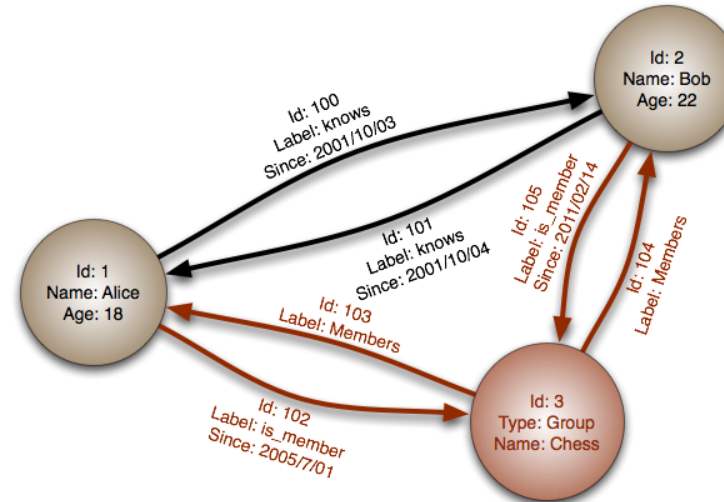 Id: 2
Name: Bob
Age: 22
Id: 100
Label: knows
Since: 2001/10/03
Id: 101
Label: knows
Since: 2001/10/04
Id: 105
Label: is_member
Since: 2011/02/14
Id: 104
Label: Members
Id: 1
Name: Alice
Age: 18
Id: 103
Label: Members
Id: 102
Label: is_member
Since: 2005/7/01
Id: 3
Type: Group
Name: Chess